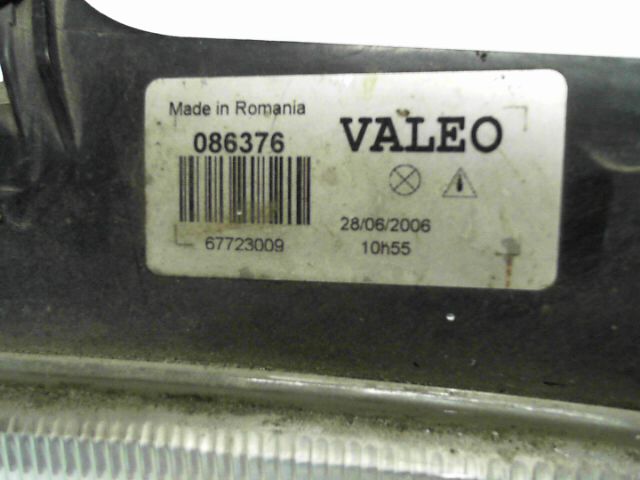 Made in Romania
086376
VALEO
67723009
28/06/2006
10h55